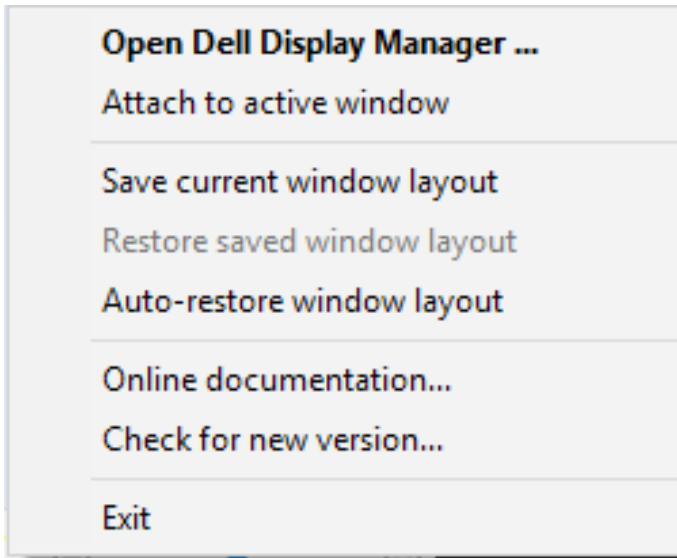 Open Dell Display Manager ...
Attach to active window
Save current window layout
Restore saved window layout
Auto-restore window layout
Online documentation...
Check for new version...
Exit